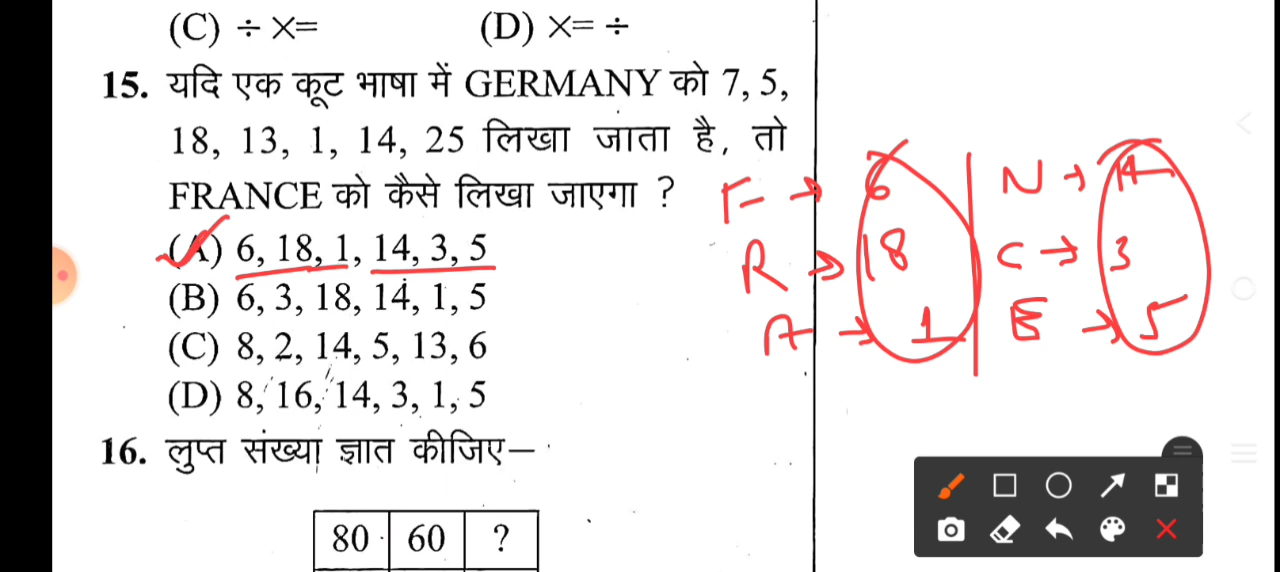 (C) ÷ ×= (D) ×= ÷
15. यदि एक कूट भाषा में GERMANY को 7, 5,
18, 13, 1, 14, 25 लिखा जाता है, तो
FRANCE को कैसे लिखा जाएगा ?
(A) 6, 18, 1, 14, 3, 5
(B) 6, 3, 18, 14, 1, 5
(C) 8, 2, 14, 5, 13, 6
(D) 8, 16, 14, 3, 1, 5
16. लुप्त संख्या ज्ञात कीजिए–
80 60 ?
F → 6
R → 18
A → 1
N → 14
C → 3
E → 5